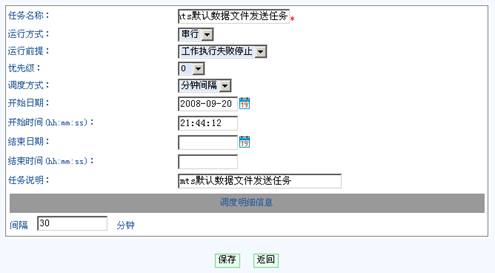 任务名称： mts默认数据文件发送任务 *
运行方式： 串行
运行前提： 工作执行失败停止
优先级： 0
调度方式： 分钟间隔
开始日期： 2008-09-20
开始时间(hh:mm:ss)： 21:44:12
结束日期：
结束时间(hh:mm:ss)：
任务说明： mts默认数据文件发送任务
调度明细信息
间隔 30 分钟
保存 返回